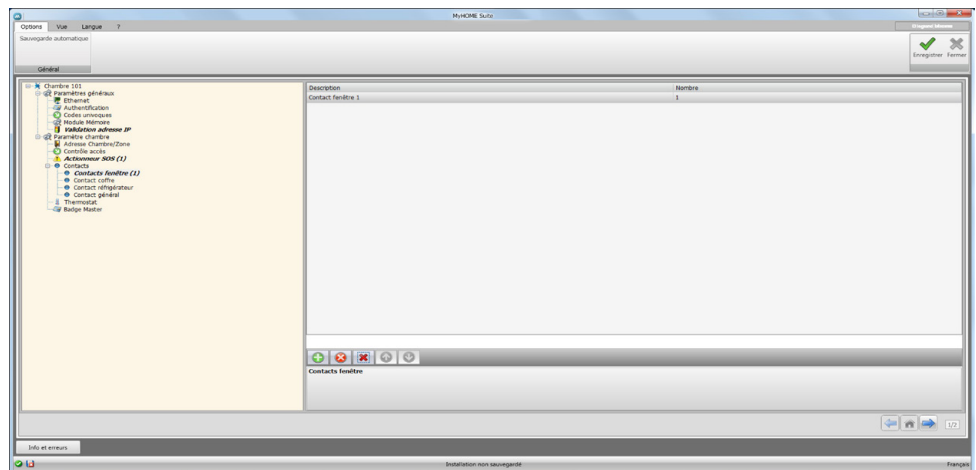 MyHOME Suite
Options Vue Langue ?
Sauvegarde automatique
Enregistrer Fermer
Général
Chambre 101
Paramètres généraux
Ethernet
Authentification
Codes univoques
Module Mémoire
Validation adresse IP
Paramètre chambre
Adresse Chambre/Zone
Contrôle accès
Actionneur SOS (1)
Contacts
Contacts fenêtre (1)
Contact coffre
Contact réfrigérateur
Contact général
Thermostat
Badge Master
Description Nombre
Contact fenêtre 1 1
Contacts fenêtre
1/2
Info et erreurs
Installation non sauvegardé
Français